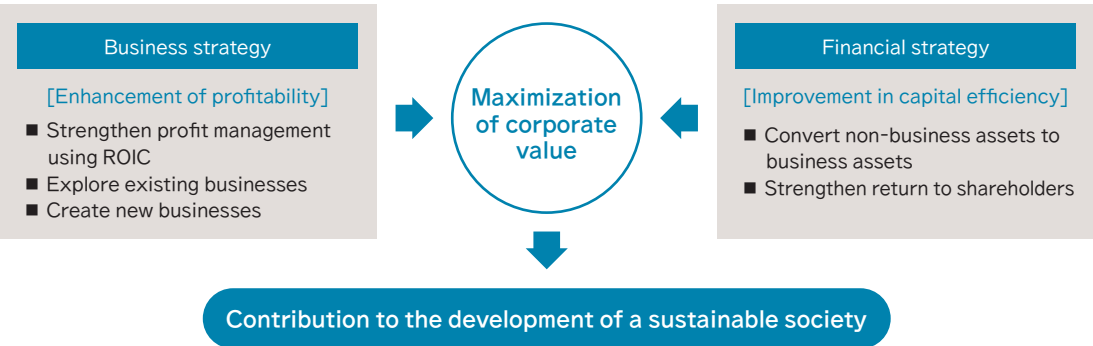 Business strategy
[Enhancement of profitability]
■ Strengthen profit management
using ROIC
■ Explore existing businesses
■ Create new businesses
Maximization
of corporate
value
Financial strategy
[Improvement in capital efficiency]
■ Convert non-business assets to
business assets
■ Strengthen return to shareholders
Contribution to the development of a sustainable society